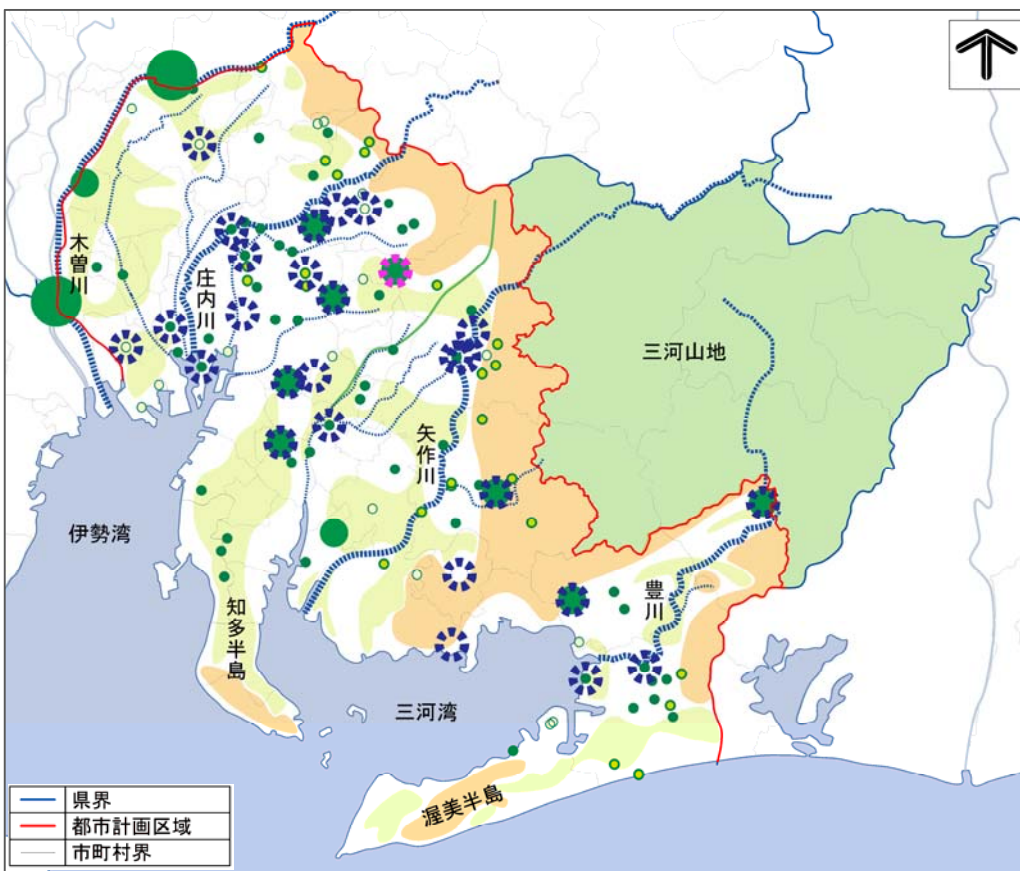 木曽川
庄内川
三河山地
矢作川
伊勢湾
豊川
知多半島
三河湾
渥美半島
県界
都市計画区域
市町村界